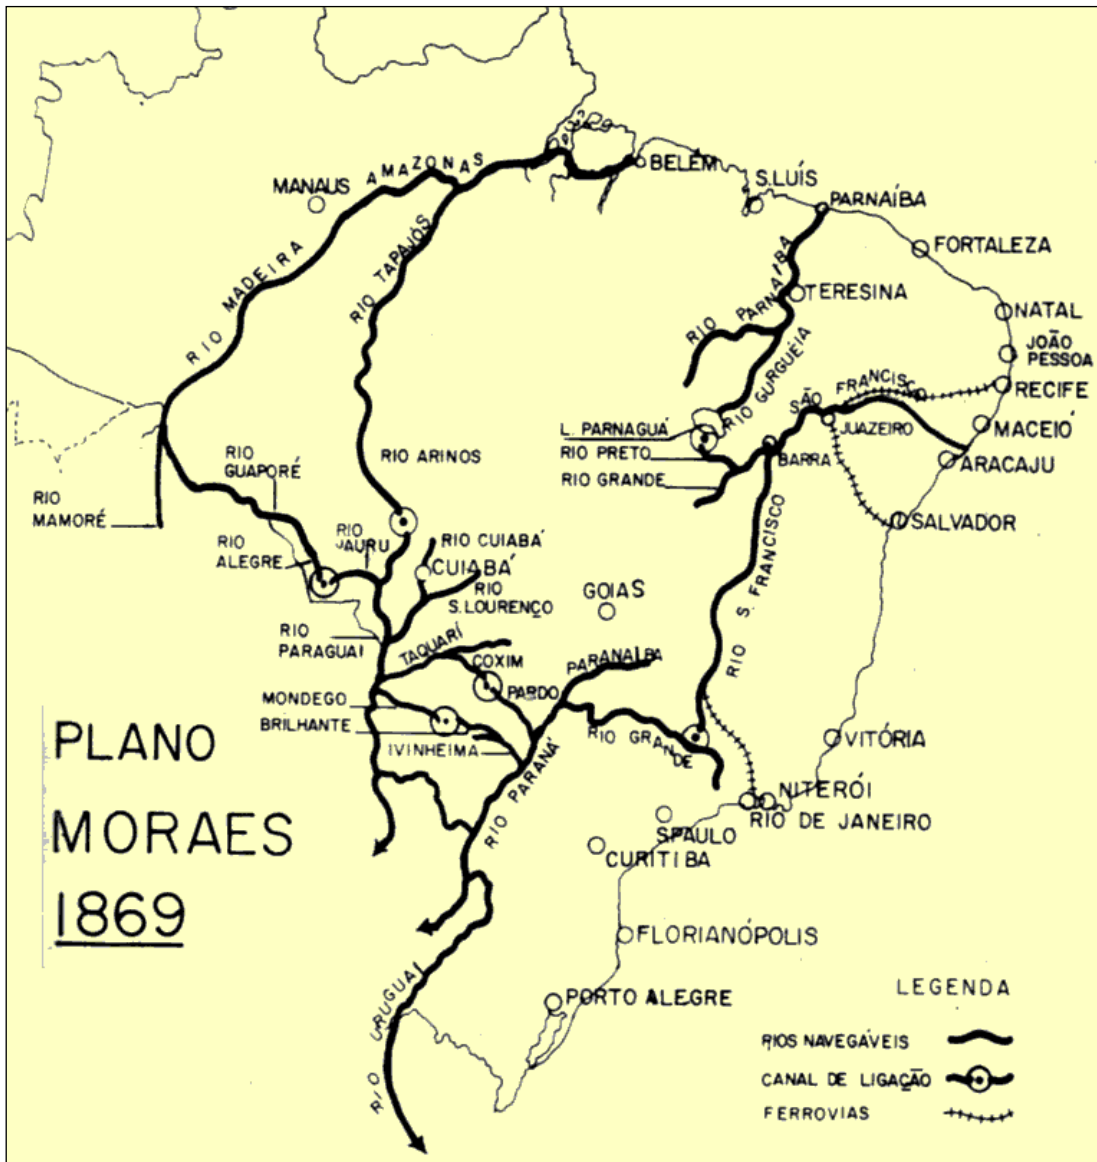 BELÉM
AMAZONAS
MANAUS
S.LUÍS
PARNAÍBA
FORTALEZA
RIO MADEIRA
RIO TAPAJÓS
RIO PARNAIBA
TERESINA
NATAL
JOÃO
PESSOA
RIO GURGUEIA
SÃO FRANCISCO
RECIFE
L. PARNAGUÁ
JUAZEIRO
MACEIÓ
RIO PRETO
BARRA
ARACAJU
RIO ARINOS
RIO
GUAPORÉ
RIO GRANDE
RIO
MAMORÉ
SALVADOR
RIO
ALEGRE
RIO
JAURU
RIO CUIABÁ
CUIABÁ
RIO
S.LOURENÇO
GOIAS
RIO S. FRANCISCO
RIO
PARAGUAI
TAQUARÍ
COXIM
PARANAÍBA
PARDO
MONDEGO
BRILHANTE
IVINHEIMA
RIO GRANDE
RIO PARANÁ
VITÓRIA
NITERÓI
RIO DE JANEIRO
S.PAULO
CURITIBA
PLANO
MORAES
1869
FLORIANÓPOLIS
RIO URUGUAI
PORTO ALEGRE
LEGENDA
RIOS NAVEGÁVEIS
CANAL DE LIGAÇÃO
FERROVIAS